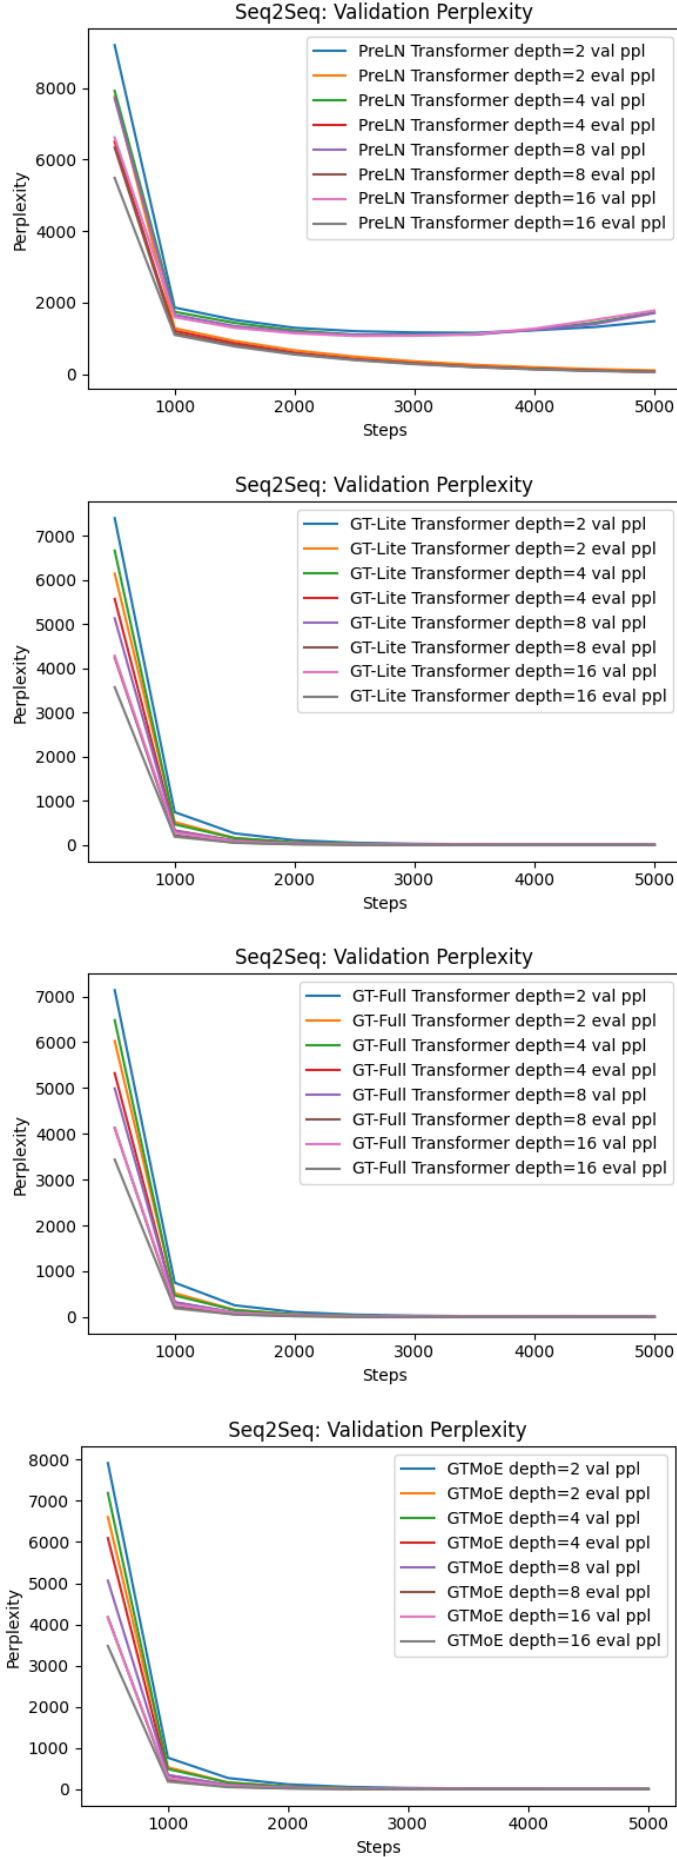 Seq2Seq: Validation Perplexity
PreLN Transformer depth=2 val ppl
PreLN Transformer depth=2 eval ppl
PreLN Transformer depth=4 val ppl
PreLN Transformer depth=4 eval ppl
PreLN Transformer depth=8 val ppl
PreLN Transformer depth=8 eval ppl
PreLN Transformer depth=16 val ppl
PreLN Transformer depth=16 eval ppl
Perplexity
8000
6000
4000
2000
0
1000 2000 3000 4000 5000
Steps
Seq2Seq: Validation Perplexity
GT-Lite Transformer depth=2 val ppl
GT-Lite Transformer depth=2 eval ppl
GT-Lite Transformer depth=4 val ppl
GT-Lite Transformer depth=4 eval ppl
GT-Lite Transformer depth=8 val ppl
GT-Lite Transformer depth=8 eval ppl
GT-Lite Transformer depth=16 val ppl
GT-Lite Transformer depth=16 eval ppl
Perplexity
7000
6000
5000
4000
3000
2000
1000
0
1000 2000 3000 4000 5000
Steps
Seq2Seq: Validation Perplexity
GT-Full Transformer depth=2 val ppl
GT-Full Transformer depth=2 eval ppl
GT-Full Transformer depth=4 val ppl
GT-Full Transformer depth=4 eval ppl
GT-Full Transformer depth=8 val ppl
GT-Full Transformer depth=8 eval ppl
GT-Full Transformer depth=16 val ppl
GT-Full Transformer depth=16 eval ppl
Perplexity
7000
6000
5000
4000
3000
2000
1000
0
1000 2000 3000 4000 5000
Steps
Seq2Seq: Validation Perplexity
GTMoE depth=2 val ppl
GTMoE depth=2 eval ppl
GTMoE depth=4 val ppl
GTMoE depth=4 eval ppl
GTMoE depth=8 val ppl
GTMoE depth=8 eval ppl
GTMoE depth=16 val ppl
GTMoE depth=16 eval ppl
Perplexity
8000
7000
6000
5000
4000
3000
2000
1000
0
1000 2000 3000 4000 5000
Steps